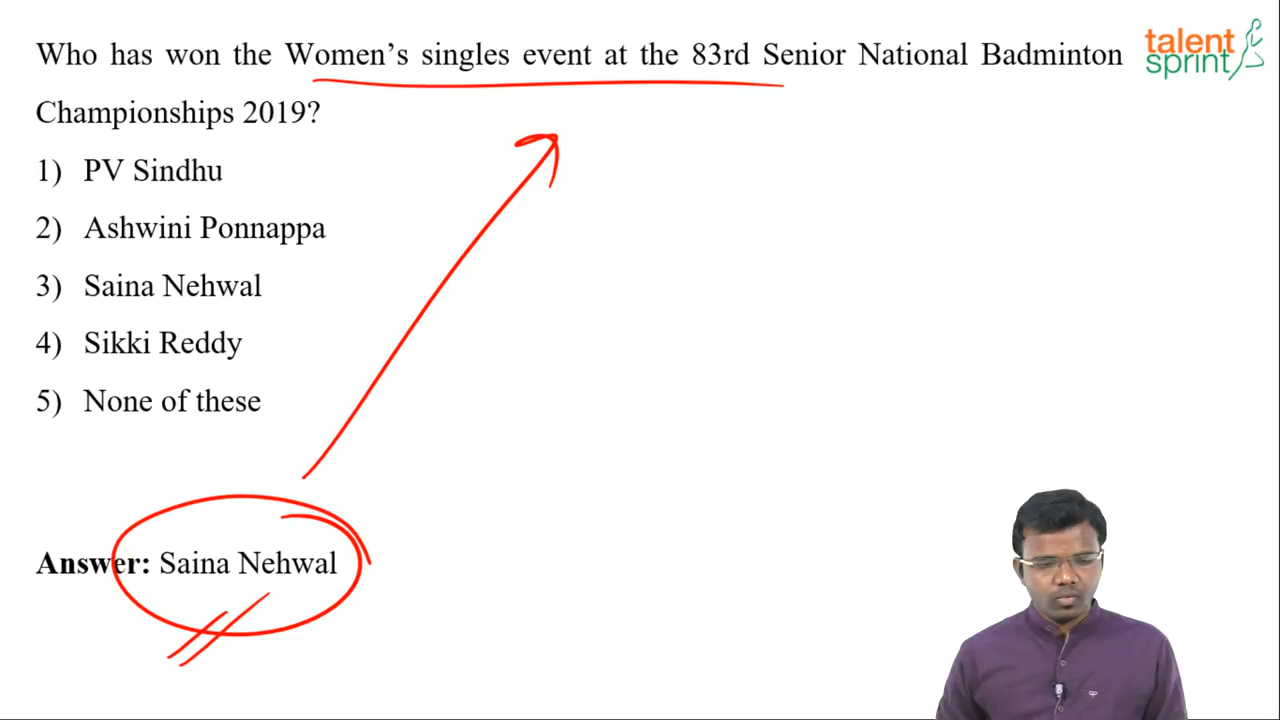 Who has won the Women's singles event at the 83rd Senior National Badminton
Championships 2019?
1) PV Sindhu
2) Ashwini Ponnappa
3) Saina Nehwal
4) Sikki Reddy
5) None of these
Answer: Saina Nehwal
talent
sprint